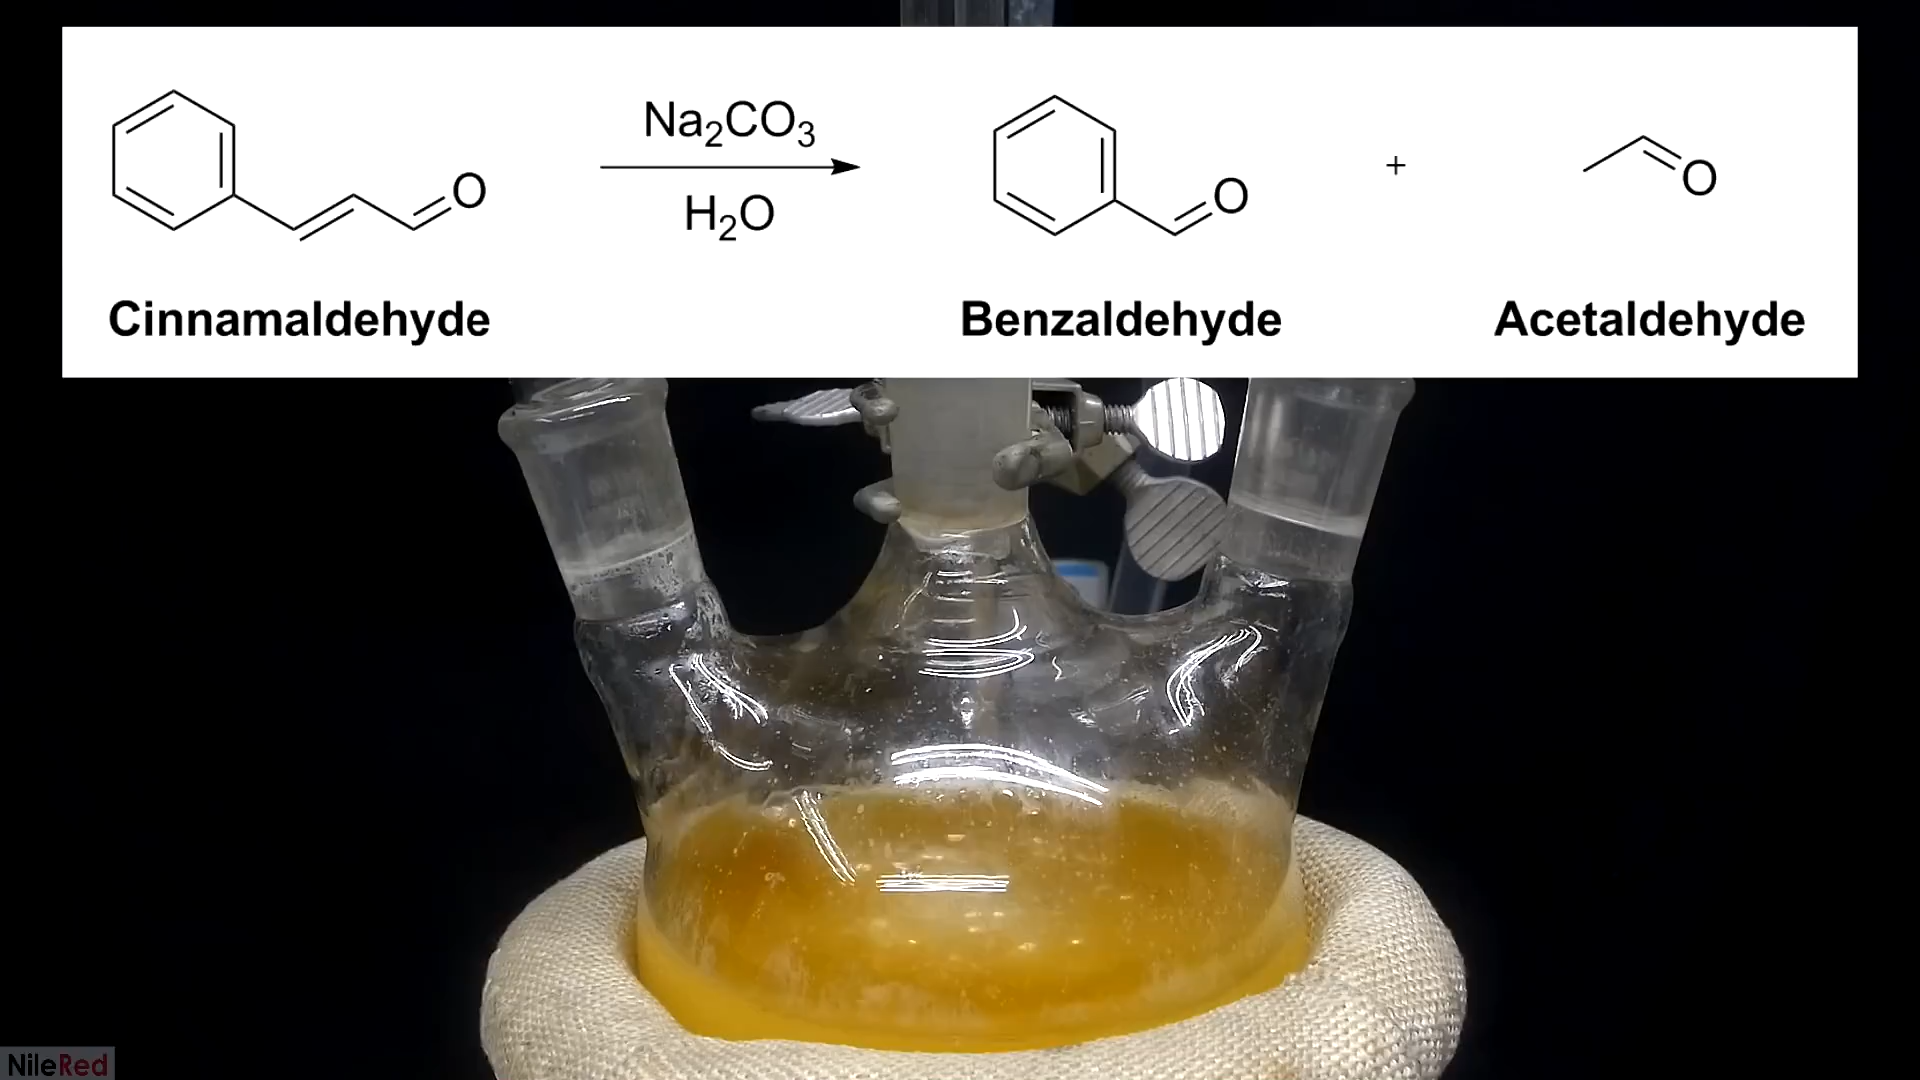 Na₂CO₃
H₂O
O
O
+
O
Cinnamaldehyde
Benzaldehyde
Acetaldehyde
NileRed